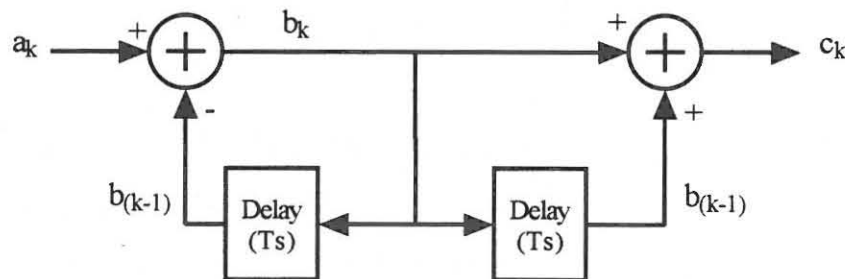 +
b_k
+
a_k
+
+
c_k
-
+
b_(k-1)
Delay
(Ts)
Delay
(Ts)
b_(k-1)